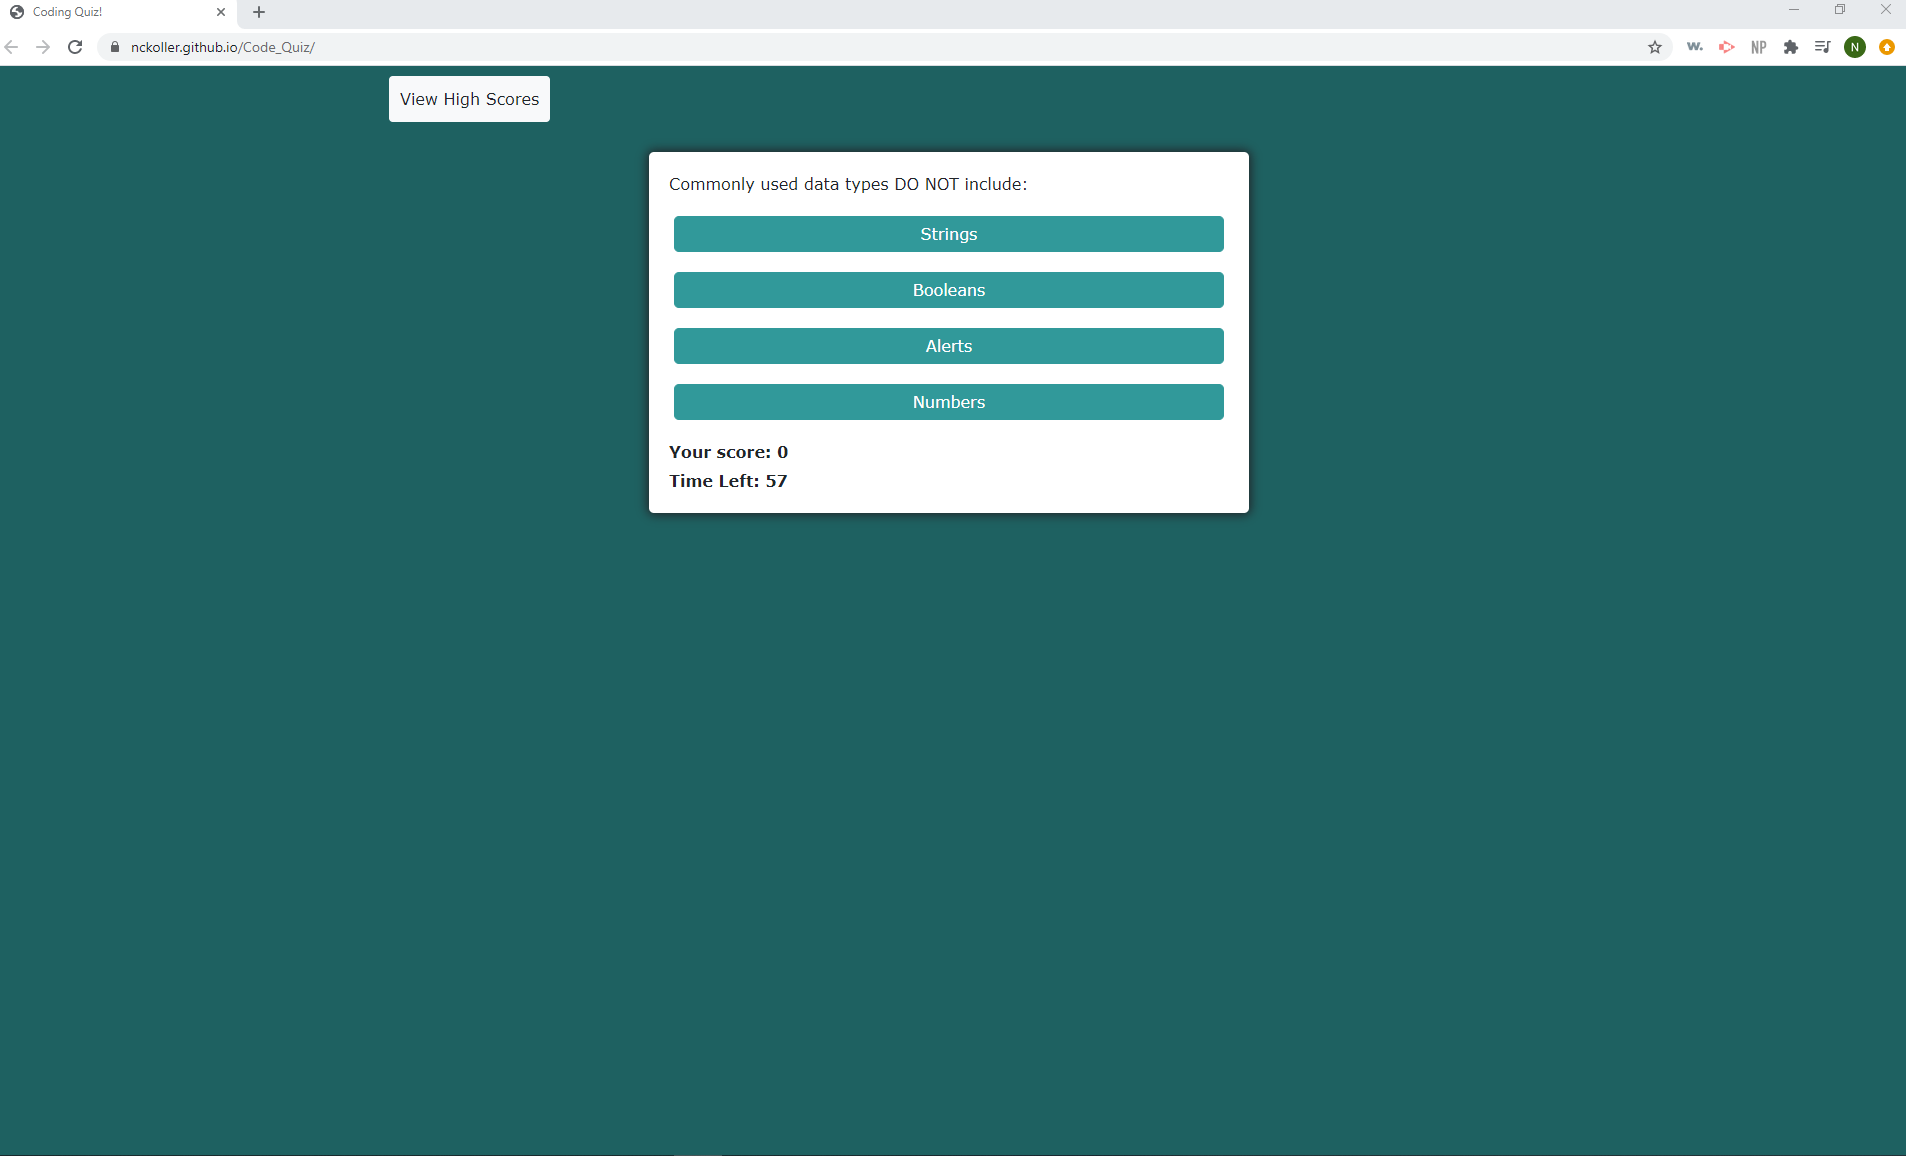 Coding Quiz!
nckoller.github.io/Code_Quiz/
w.
NP
N
View High Scores
Commonly used data types DO NOT include:
Strings
Booleans
Alerts
Numbers
Your score: 0
Time Left: 57